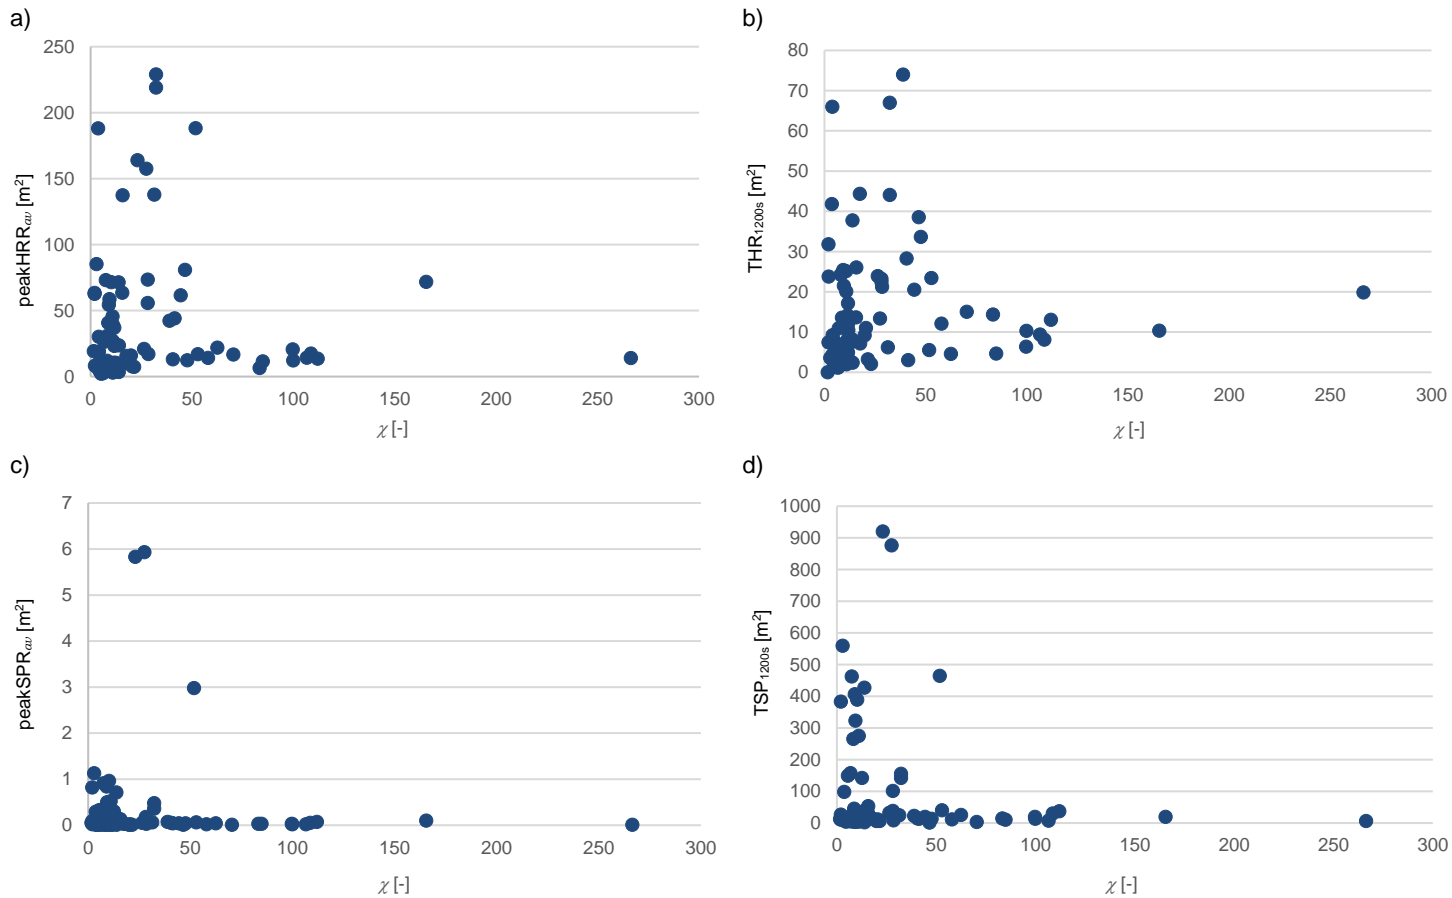 a)
250
200
150
100
50
0
peakHRRav [m²]
0 50 100 150 200 250 300
χ [-]
b)
80
70
60
50
40
30
20
10
0
THR1200s [m²]
0 50 100 150 200 250 300
χ [-]
c)
7
6
5
4
3
2
1
0
peakSPRav [m²]
0 50 100 150 200 250 300
χ [-]
d)
1000
900
800
700
600
500
400
300
200
100
0
TSP1200s [m²]
0 50 100 150 200 250 300
χ [-]